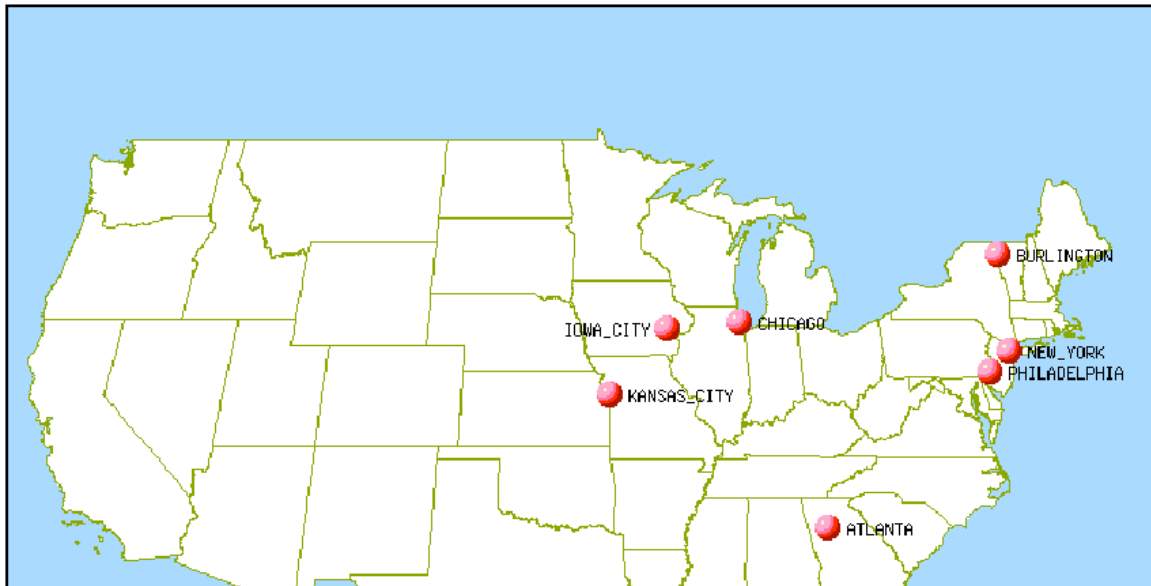 BURLINGTON
IOWA_CITY
CHICAGO
NEW_YORK
PHILADELPHIA
KANSAS_CITY
ATLANTA